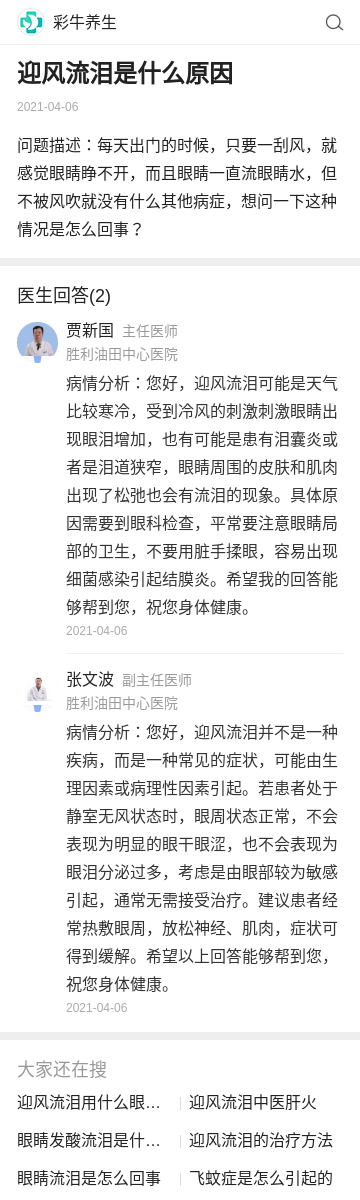 彩牛养生
迎风流泪是什么原因
2021-04-06
问题描述：每天出门的时候，只要一刮风，就
感觉眼睛睁不开，而且眼睛一直流眼睛水，但
不被风吹就没有什么其他病症，想问一下这种
情况是怎么回事？
医生回答(2)
贾新国 主任医师
胜利油田中心医院
病情分析：您好，迎风流泪可能是天气
比较寒冷，受到冷风的刺激刺激眼睛出
现眼泪增加，也有可能是患有泪囊炎或
者是泪道狭窄，眼睛周围的皮肤和肌肉
出现了松弛也会有流泪的现象。具体原
因需要到眼科检查，平常要注意眼睛局
部的卫生，不要用脏手揉眼，容易出现
细菌感染引起结膜炎。希望我的回答能
够帮到您，祝您身体健康。
2021-04-06
张文波 副主任医师
胜利油田中心医院
病情分析：您好，迎风流泪并不是一种
疾病，而是一种常见的症状，可能由生
理因素或病理性因素引起。若患者处于
静室无风状态时，眼周状态正常，不会
表现为明显的眼干眼涩，也不会表现为
眼泪分泌过多，考虑是由眼部较为敏感
引起，通常无需接受治疗。建议患者经
常热敷眼周，放松神经、肌肉，症状可
得到缓解。希望以上回答能够帮到您，
祝您身体健康。
2021-04-06
大家还在搜
迎风流泪用什么眼… 迎风流泪中医肝火
眼睛发酸流泪是什… 迎风流泪的治疗方法
眼睛流泪是怎么回事 飞蚊症是怎么引起的